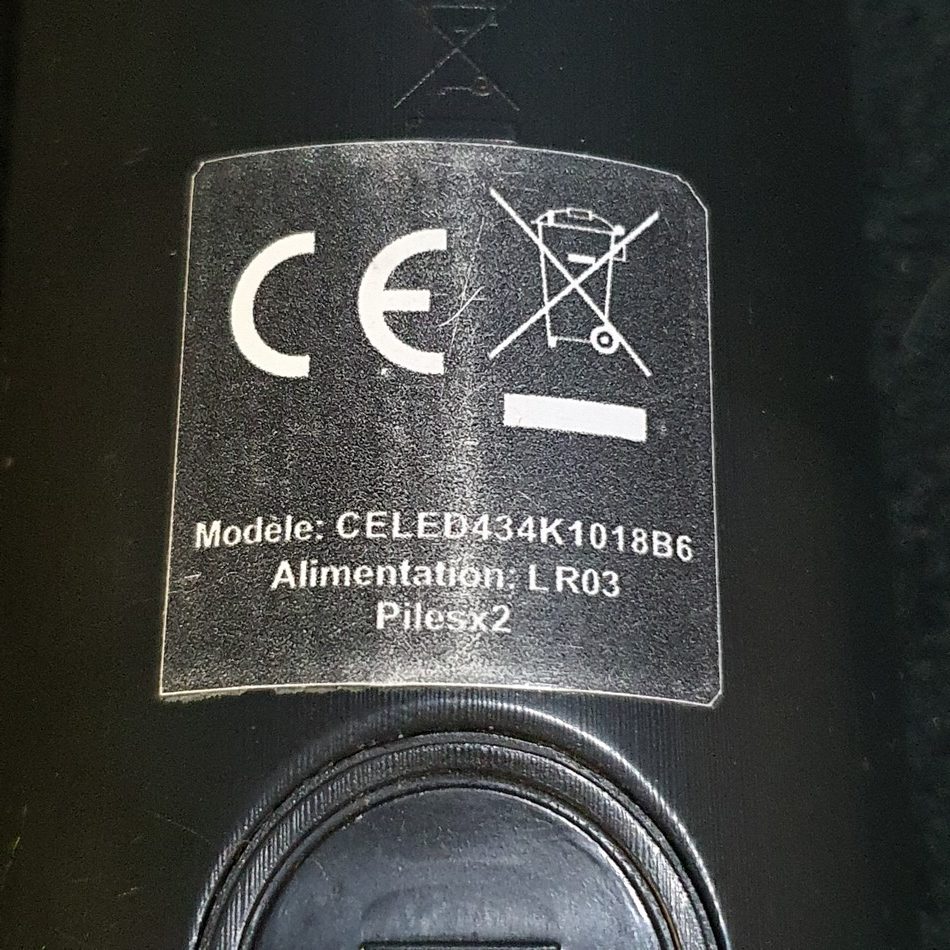 CE
Modèle: CELED434K1018B6
Alimentation: LR03
Pilesx2